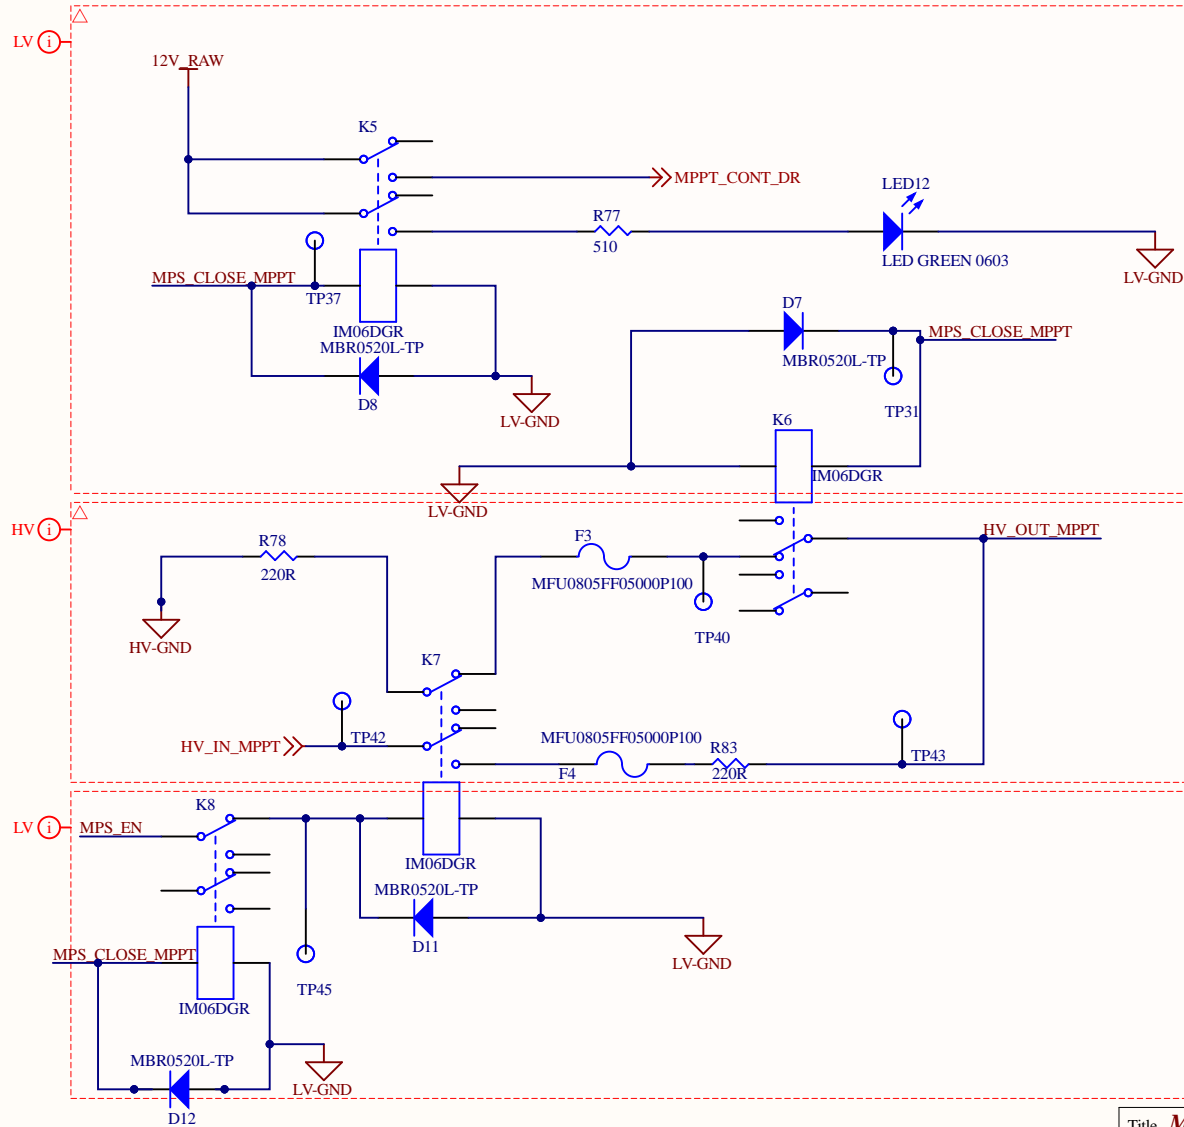 LV i
12V_RAW
K5
MPPT_CONT_DR
LED12
R77
510
LED GREEN 0603
LV-GND
MPS_CLOSE_MPPT
TP37
D7
IM06DGR
MBR0520L-TP
MPS_CLOSE_MPPT
MBR0520L-TP
D8
TP31
LV-GND
K6
IM06DGR
LV-GND
HV i
HV_OUT_MPPT
R78
F3
220R
MFU0805FF05000P100
TP40
HV-GND
K7
TP42
HV_IN_MPPT
MFU0805FF05000P100
R83
TP43
F4
220R
K8
LV i
MPS_EN
IM06DGR
MBR0520L-TP
D11
MPS_CLOSE_MPPT
LV-GND
TP45
IM06DGR
MBR0520L-TP
LV-GND
D12
Title